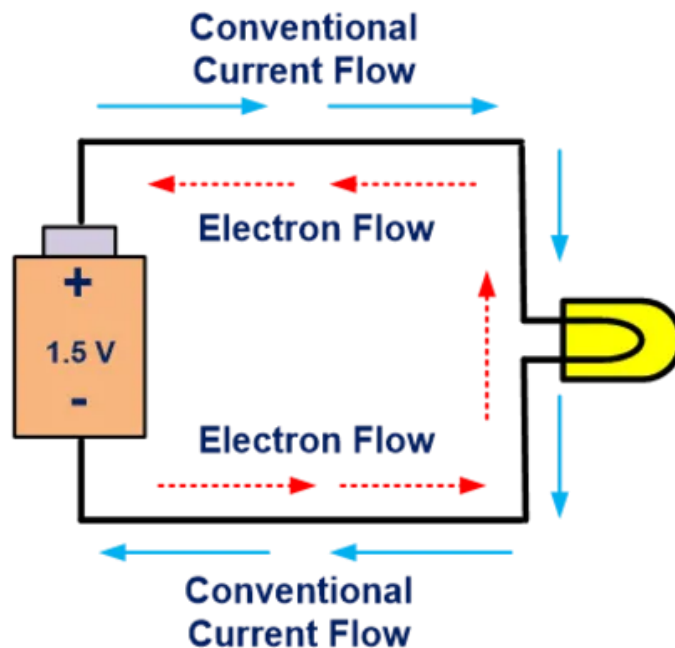 Conventional
Current Flow
Electron Flow
+
1.5 V
-
Electron Flow
Conventional
Current Flow